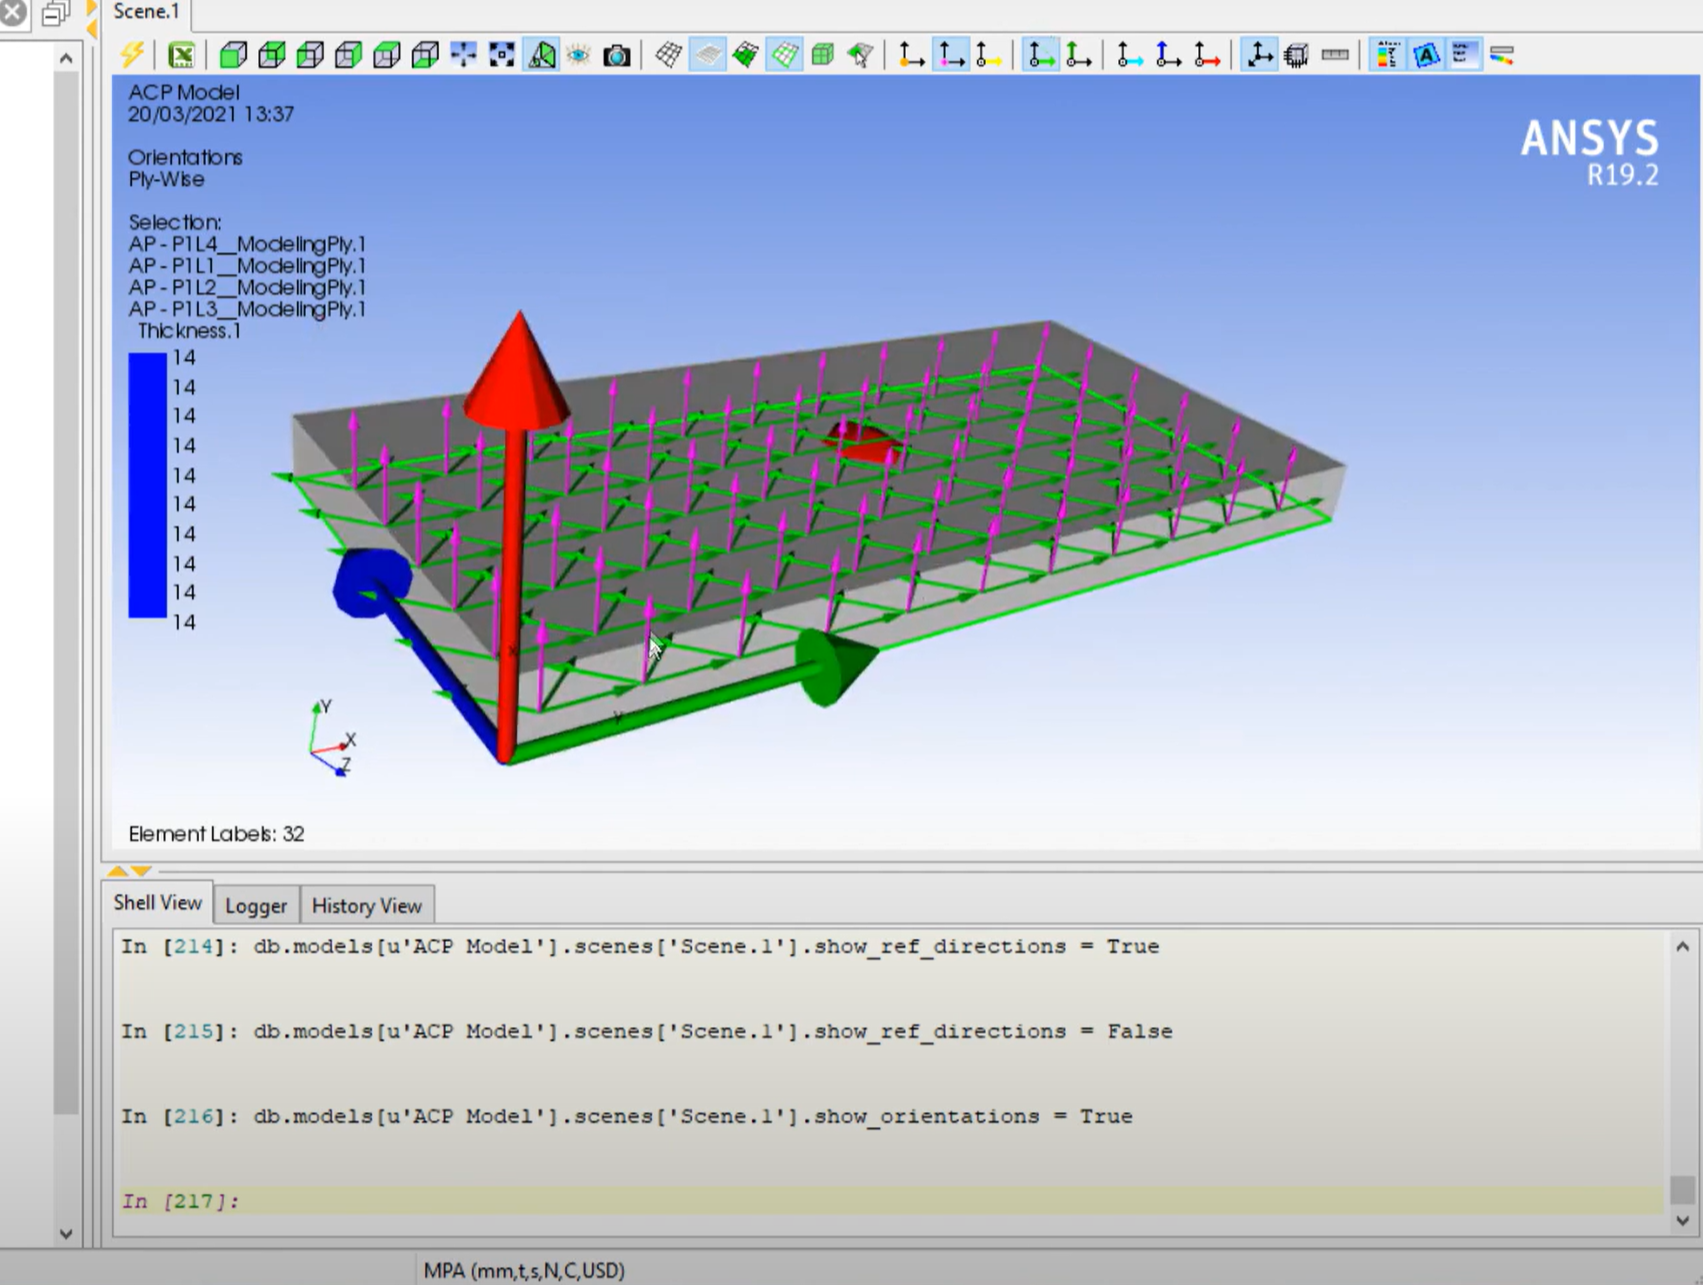 Scene.1
ACP Model
20/03/2021 13:37
Orientations
Ply-Wise
Selection:
AP - P1L4__ModelingPly.1
AP - P1L1__ModelingPly.1
AP - P1L2__ModelingPly.1
AP - P1L3__ModelingPly.1
Thickness.1
14
14
14
14
14
14
14
14
14
14
ANSYS
R19.2
X
Y
Y
X
Z
Element Labels: 32
Shell View
Logger
History View
In [214]: db.models[u'ACP Model'].scenes['Scene.1'].show_ref_directions = True
In [215]: db.models[u'ACP Model'].scenes['Scene.1'].show_ref_directions = False
In [216]: db.models[u'ACP Model'].scenes['Scene.1'].show_orientations = True
In [217]:
MPA (mm,t,s,N,C,USD)